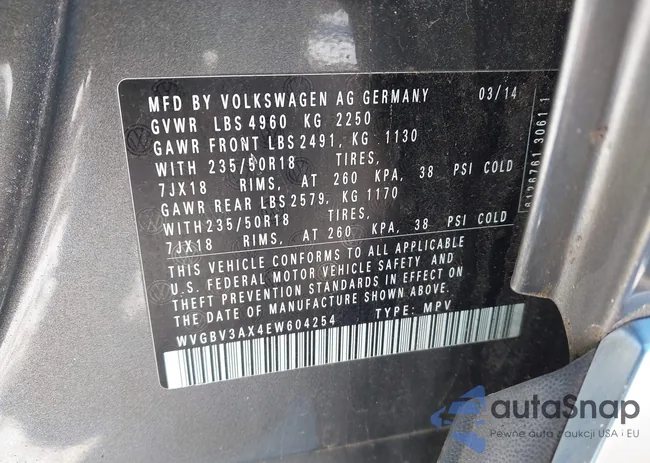 MFD BY VOLKSWAGEN AG GERMANY 03/14
GVWR LBS 4960 KG 2250
GAWR FRONT LBS 2491, KG 1130
WITH 235/50R18 TIRES,
7JX18 RIMS, AT 260 KPA, 38 PSI COLD
GAWR REAR LBS 2579, KG 1170
WITH 235/50R18 TIRES,
7JX18 RIMS, AT 260 KPA, 38 PSI COLD
THIS VEHICLE CONFORMS TO ALL APPLICABLE
U.S. FEDERAL MOTOR VEHICLE SAFETY AND
THEFT PREVENTION STANDARDS IN EFFECT ON
THE DATE OF MANUFACTURE SHOWN ABOVE.
WVGBV3AX4EW604254 TYPE: MPV
autoSnap
Pewne auta z aukcji USA i EU